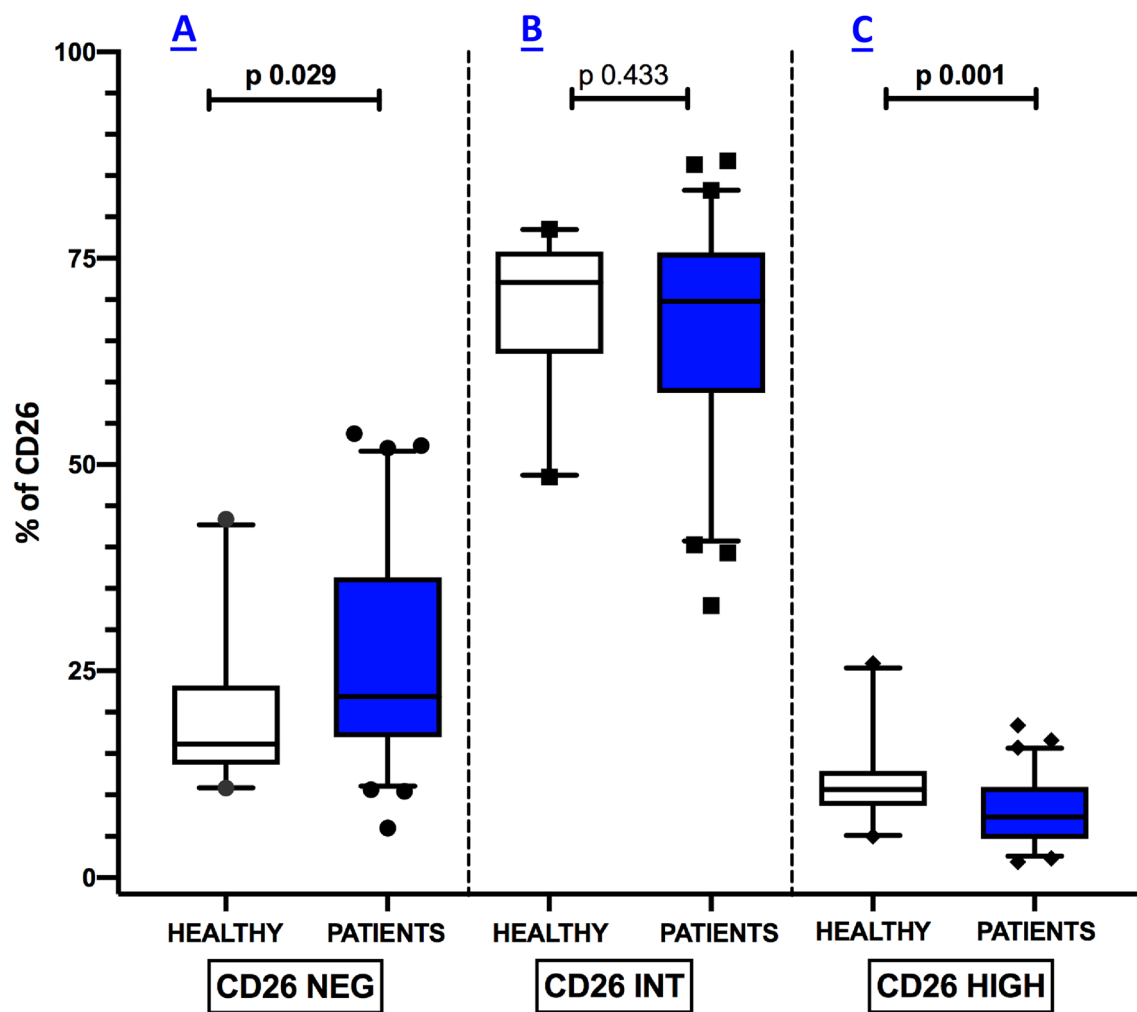 A B C
p 0.029 p 0.433 p 0.001
100
75
50
25
0
% of CD26
HEALTHY PATIENTS HEALTHY PATIENTS HEALTHY PATIENTS
CD26 NEG CD26 INT CD26 HIGH